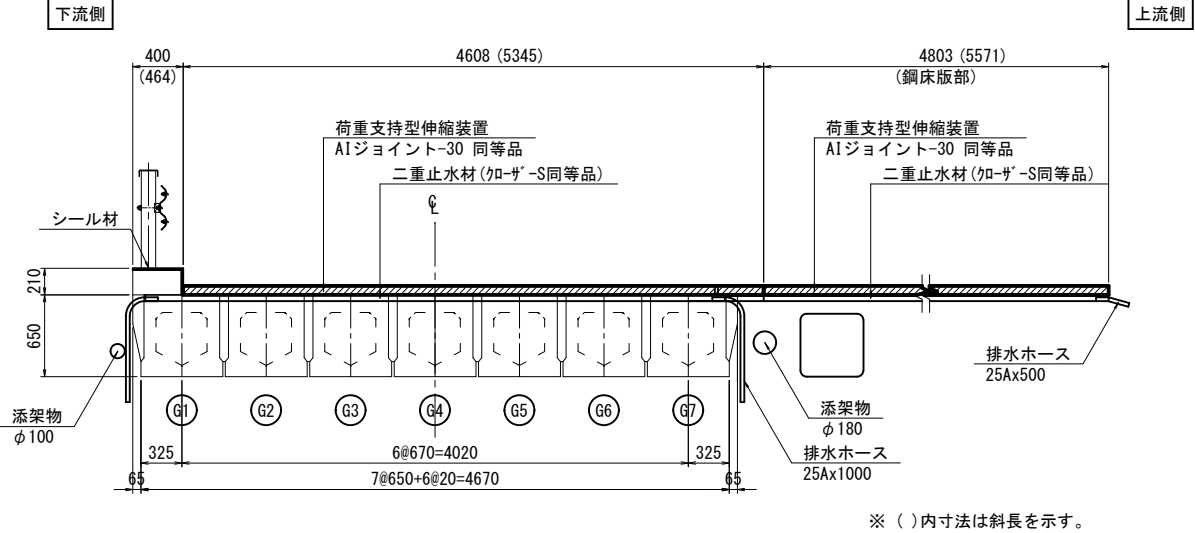 下流側
上流側
400
(464)
4608 (5345)
4803 (5571)
(鋼床版部)
荷重支持型伸縮装置
AIジョイント-30 同等品
二重止水材(ｸﾛｰｻﾞｰS同等品)
荷重支持型伸縮装置
AIジョイント-30 同等品
二重止水材(ｸﾛｰｻﾞｰS同等品)
℄
シール材
210
650
排水ホース
25Ax500
添架物
φ100
G1
G2
G3
G4
G5
G6
G7
添架物
φ180
325
6@670=4020
325
排水ホース
25Ax1000
65
7@650+6@20=4670
65
※ ( )内寸法は斜長を示す。